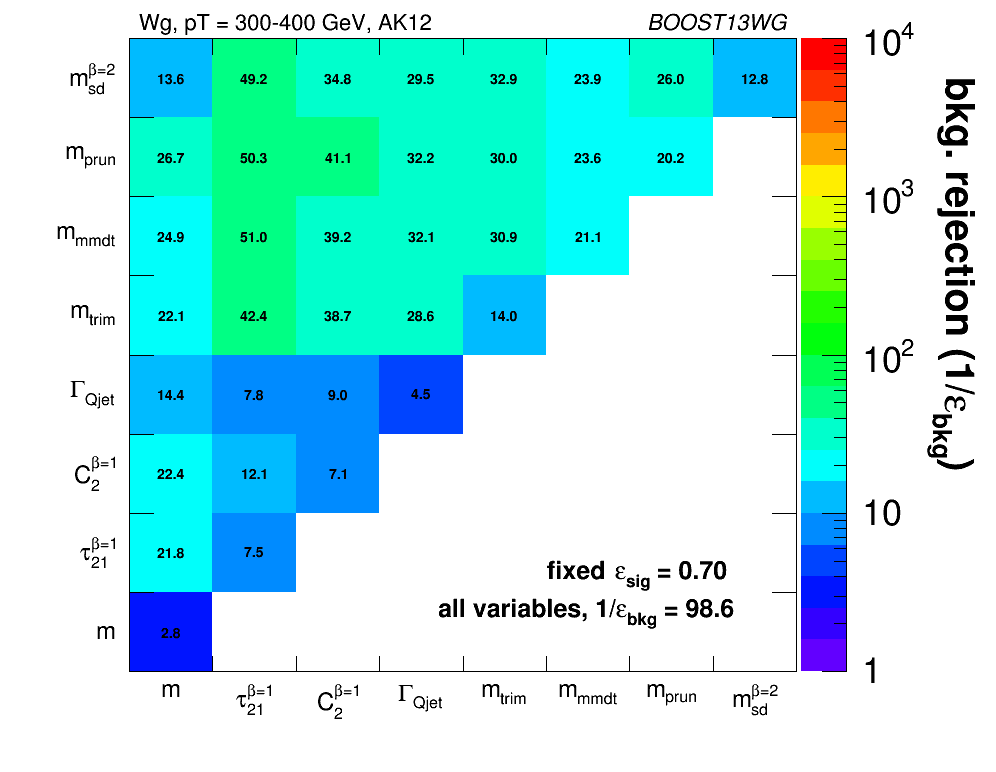 Wg, pT = 300-400 GeV, AK12 BOOST13WG
m_sd^β=2 13.6 49.2 34.8 29.5 32.9 23.9 26.0 12.8
m_prun 26.7 50.3 41.1 32.2 30.0 23.6 20.2
m_mmdt 24.9 51.0 39.2 32.1 30.9 21.1
m_trim 22.1 42.4 38.7 28.6 14.0
Γ_Qjet 14.4 7.8 9.0 4.5
C_2^β=1 22.4 12.1 7.1
τ_21^β=1 21.8 7.5
fixed ε_sig = 0.70
all variables, 1/ε_bkg = 98.6
m 2.8
m τ_21^β=1 C_2^β=1 Γ_Qjet m_trim m_mmdt m_prun m_sd^β=2
10^4
10^3
10^2
10
1
bkg. rejection (1/ε_bkg)